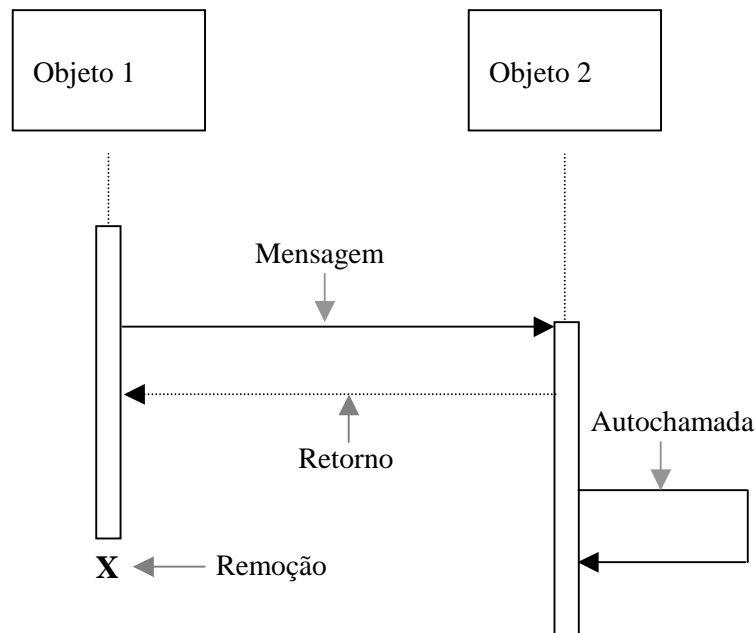 Objeto 1
Objeto 2
Mensagem
Retorno
Autochamada
X
Remoção